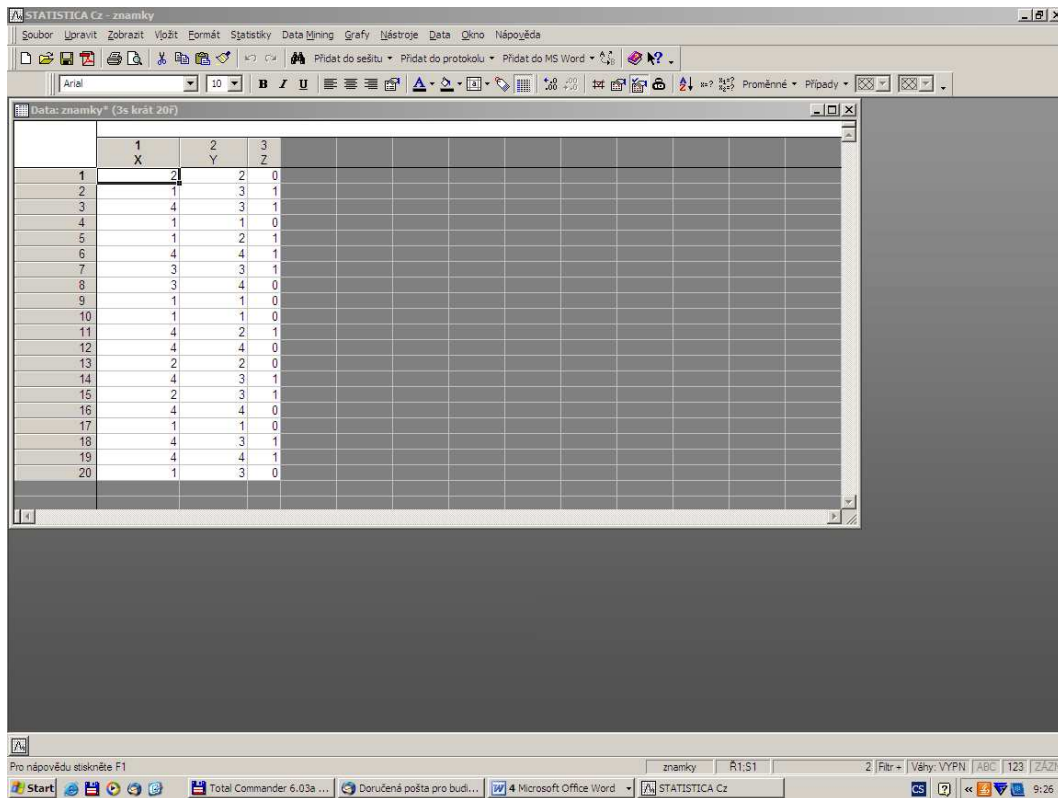 STATISTICA Cz - znamky
Soubor Upravit Zobrazit Vložit Formát Statistiky Data Mining Grafy Nástroje Data Okno Nápověda
Přidat do sešitu Přidat do protokolu Přidat do MS Word
Arial 10 B I U Proměnné Případy
Data: znamky* (3s krát 20ř)
1 2 3
X Y Z
1 2 2 0
2 1 3 1
3 4 3 1
4 1 1 0
5 1 2 1
6 4 4 1
7 3 3 1
8 3 4 0
9 1 1 0
10 1 1 0
11 4 2 1
12 4 4 0
13 2 2 0
14 4 3 1
15 2 3 1
16 4 4 0
17 1 1 0
18 4 3 1
19 4 4 1
20 1 3 0
Pro nápovědu stiskněte F1 znamky Ř1;S1 2 Filtr + Váhy: VYPN ABC 123 ZÁZN
Start Total Commander 6.03a ... Doručená pošta pro budi... 4 Microsoft Office Word STATISTICA Cz CS 9:26